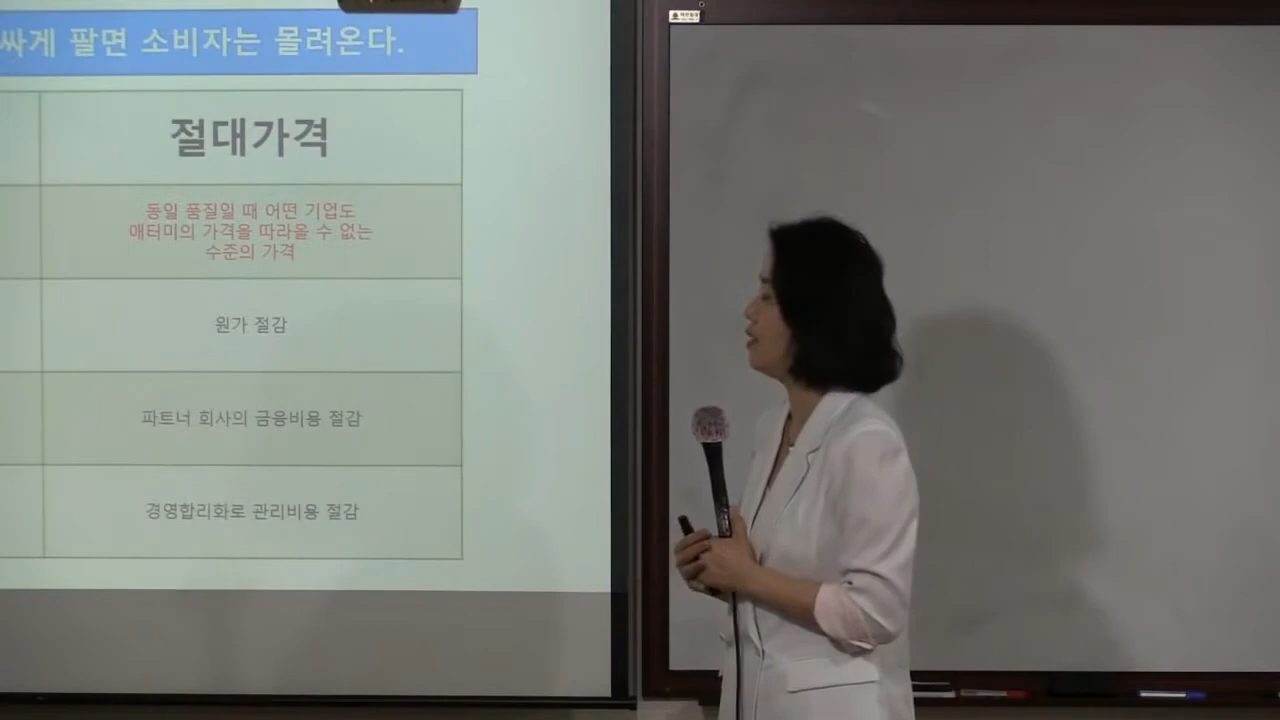 싸게 팔면 소비자는 몰려온다.
절대가격
동일 품질일 때 어떤 기업도
애터미의 가격을 따라올 수 없는
수준의 가격
원가 절감
파트너 회사의 금융비용 절감
경영합리화로 관리비용 절감